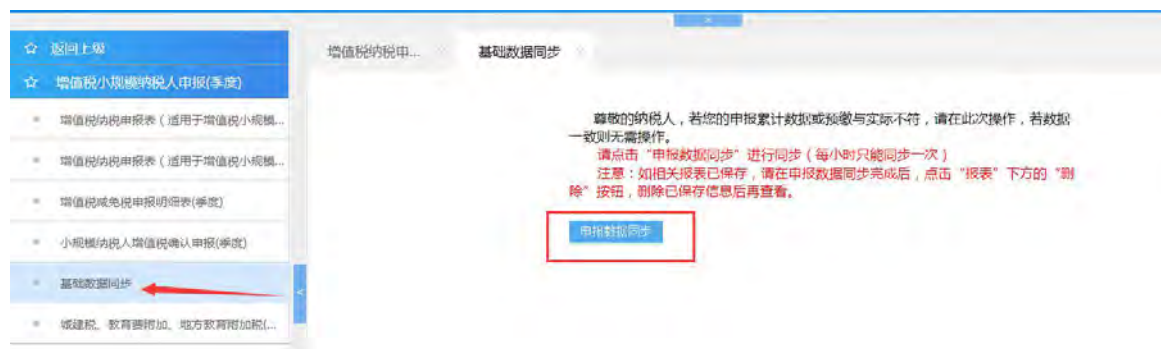 返回上级
增值税小规模纳税人申报(季度)
增值税纳税申报表（适用于增值税小规模...
增值税纳税申报表（适用于增值税小规模...
增值税减免税申报明细表(季度)
小规模纳税人增值税确认申报(季度)
基础数据同步
城建税、教育费附加、地方教育附加税(...
增值税纳税申...
基础数据同步
尊敬的纳税人，若您的申报累计数据或预缴与实际不符，请在此次操作，若数据
一致则无需操作。
请点击“申报数据同步”进行同步（每小时只能同步一次）
注意：如相关报表已保存，请在申报数据同步完成后，点击“报表”下方的“删
除”按钮，删除已保存信息后再查看。
申报数据同步